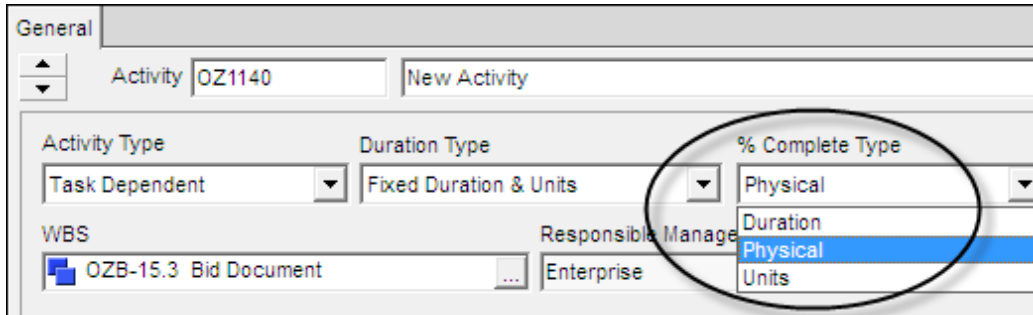 General
Activity OZ1140 New Activity
Activity Type Duration Type % Complete Type
Task Dependent Fixed Duration & Units Physical
Duration
WBS Responsible Manage
Physical
OZB-15.3 Bid Document ... Enterprise
Units